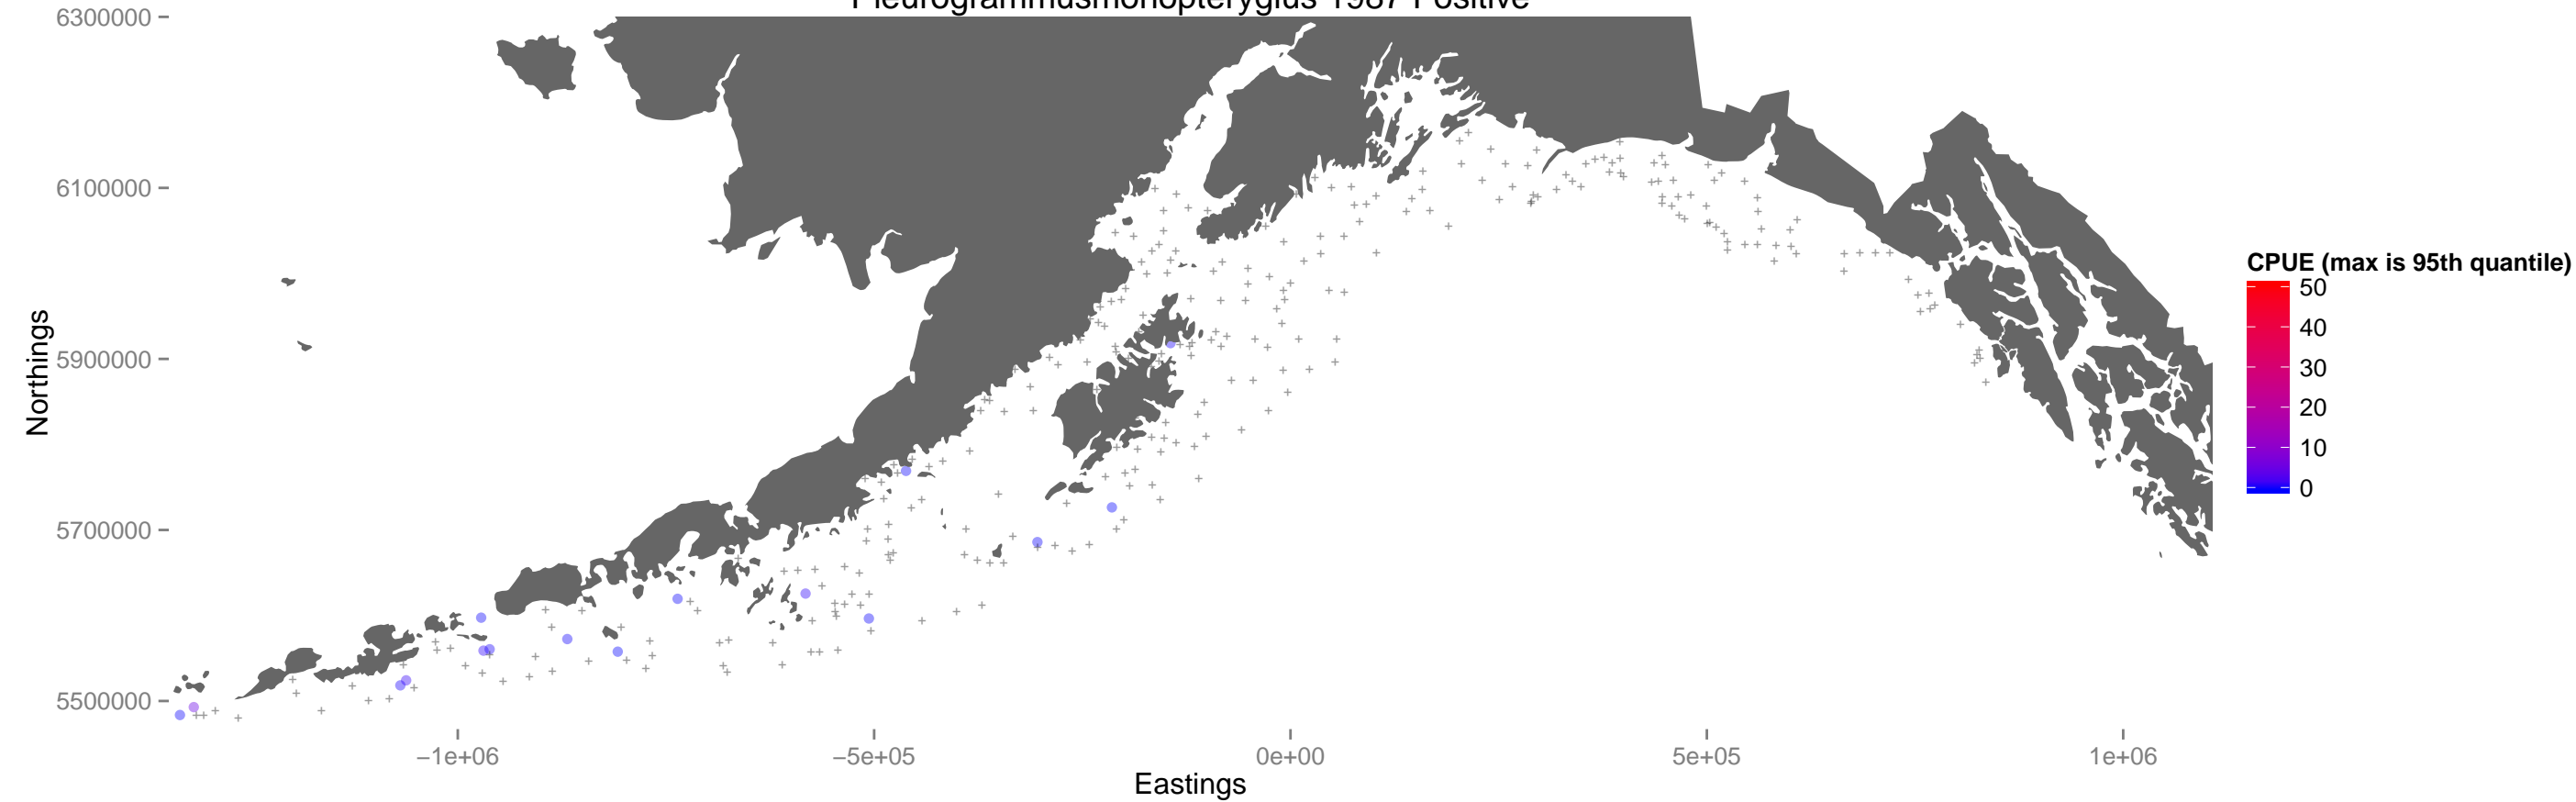 Pleurogrammusmonopterygius 1987 Positive
6300000
6100000
5900000
5700000
5500000
Northings
−1e+06
−5e+05
0e+00
5e+05
1e+06
Eastings
CPUE (max is 95th quantile)
50
40
30
20
10
0